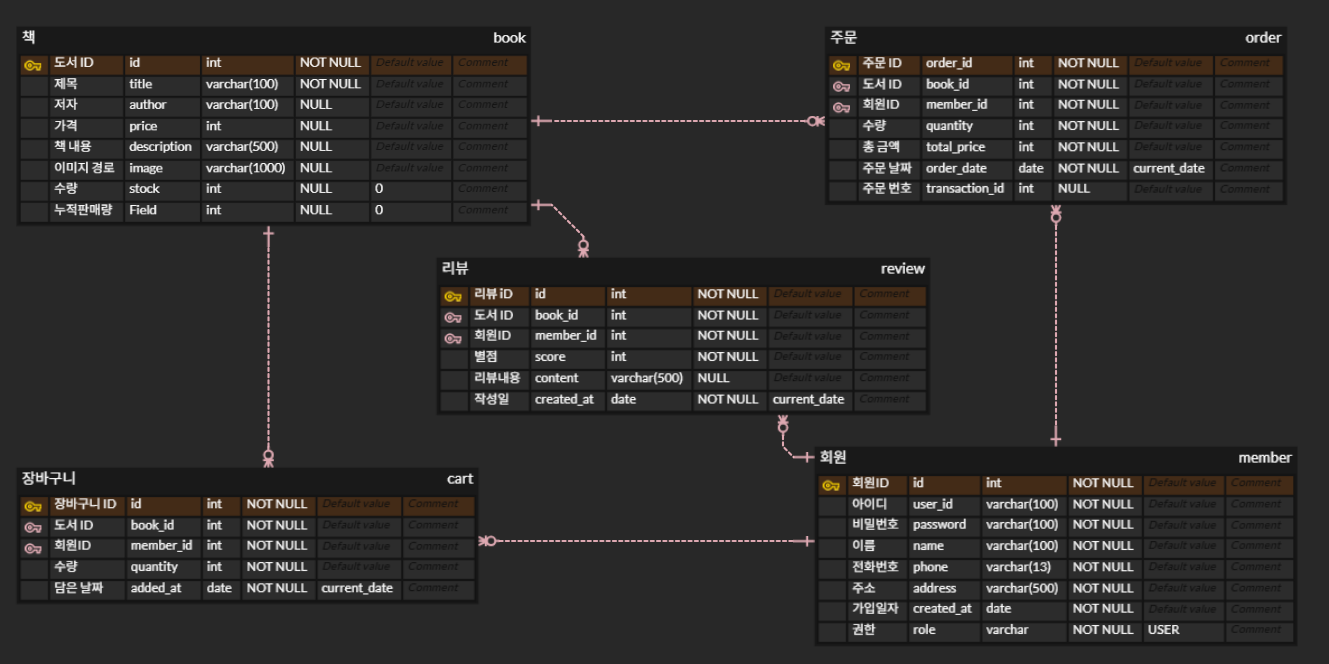 책 book
도서 ID id int NOT NULL Default value Comment
제목 title varchar(100) NOT NULL Default value Comment
저자 author varchar(100) NULL Default value Comment
가격 price int NULL Default value Comment
책 내용 description varchar(500) NULL Default value Comment
이미지 경로 image varchar(1000) NULL Default value Comment
수량 stock int NULL 0 Comment
누적판매량 Field int NULL 0 Comment
주문 order
주문 ID order_id int NOT NULL Default value Comment
도서 ID book_id int NOT NULL Default value Comment
회원ID member_id int NOT NULL Default value Comment
수량 quantity int NOT NULL Default value Comment
총 금액 total_price int NOT NULL Default value Comment
주문 날짜 order_date date NOT NULL current_date Comment
주문 번호 transaction_id int NULL Default value Comment
리뷰 review
리뷰 iD id int NOT NULL Default value Comment
도서 ID book_id int NOT NULL Default value Comment
회원ID member_id int NOT NULL Default value Comment
별점 score int NOT NULL Default value Comment
리뷰내용 content varchar(500) NULL Default value Comment
작성일 created_at date NOT NULL current_date Comment
장바구니 cart
장바구니 ID id int NOT NULL Default value Comment
도서 ID book_id int NOT NULL Default value Comment
회원ID member_id int NOT NULL Default value Comment
수량 quantity int NOT NULL Default value Comment
담은 날짜 added_at date NOT NULL current_date Comment
회원 member
회원ID id int NOT NULL Default value Comment
아이디 user_id varchar(100) NOT NULL Default value Comment
비밀번호 password varchar(100) NOT NULL Default value Comment
이름 name varchar(100) NOT NULL Default value Comment
전화번호 phone varchar(13) NOT NULL Default value Comment
주소 address varchar(500) NOT NULL Default value Comment
가입일자 created_at date NOT NULL Default value Comment
권한 role varchar NOT NULL USER Comment